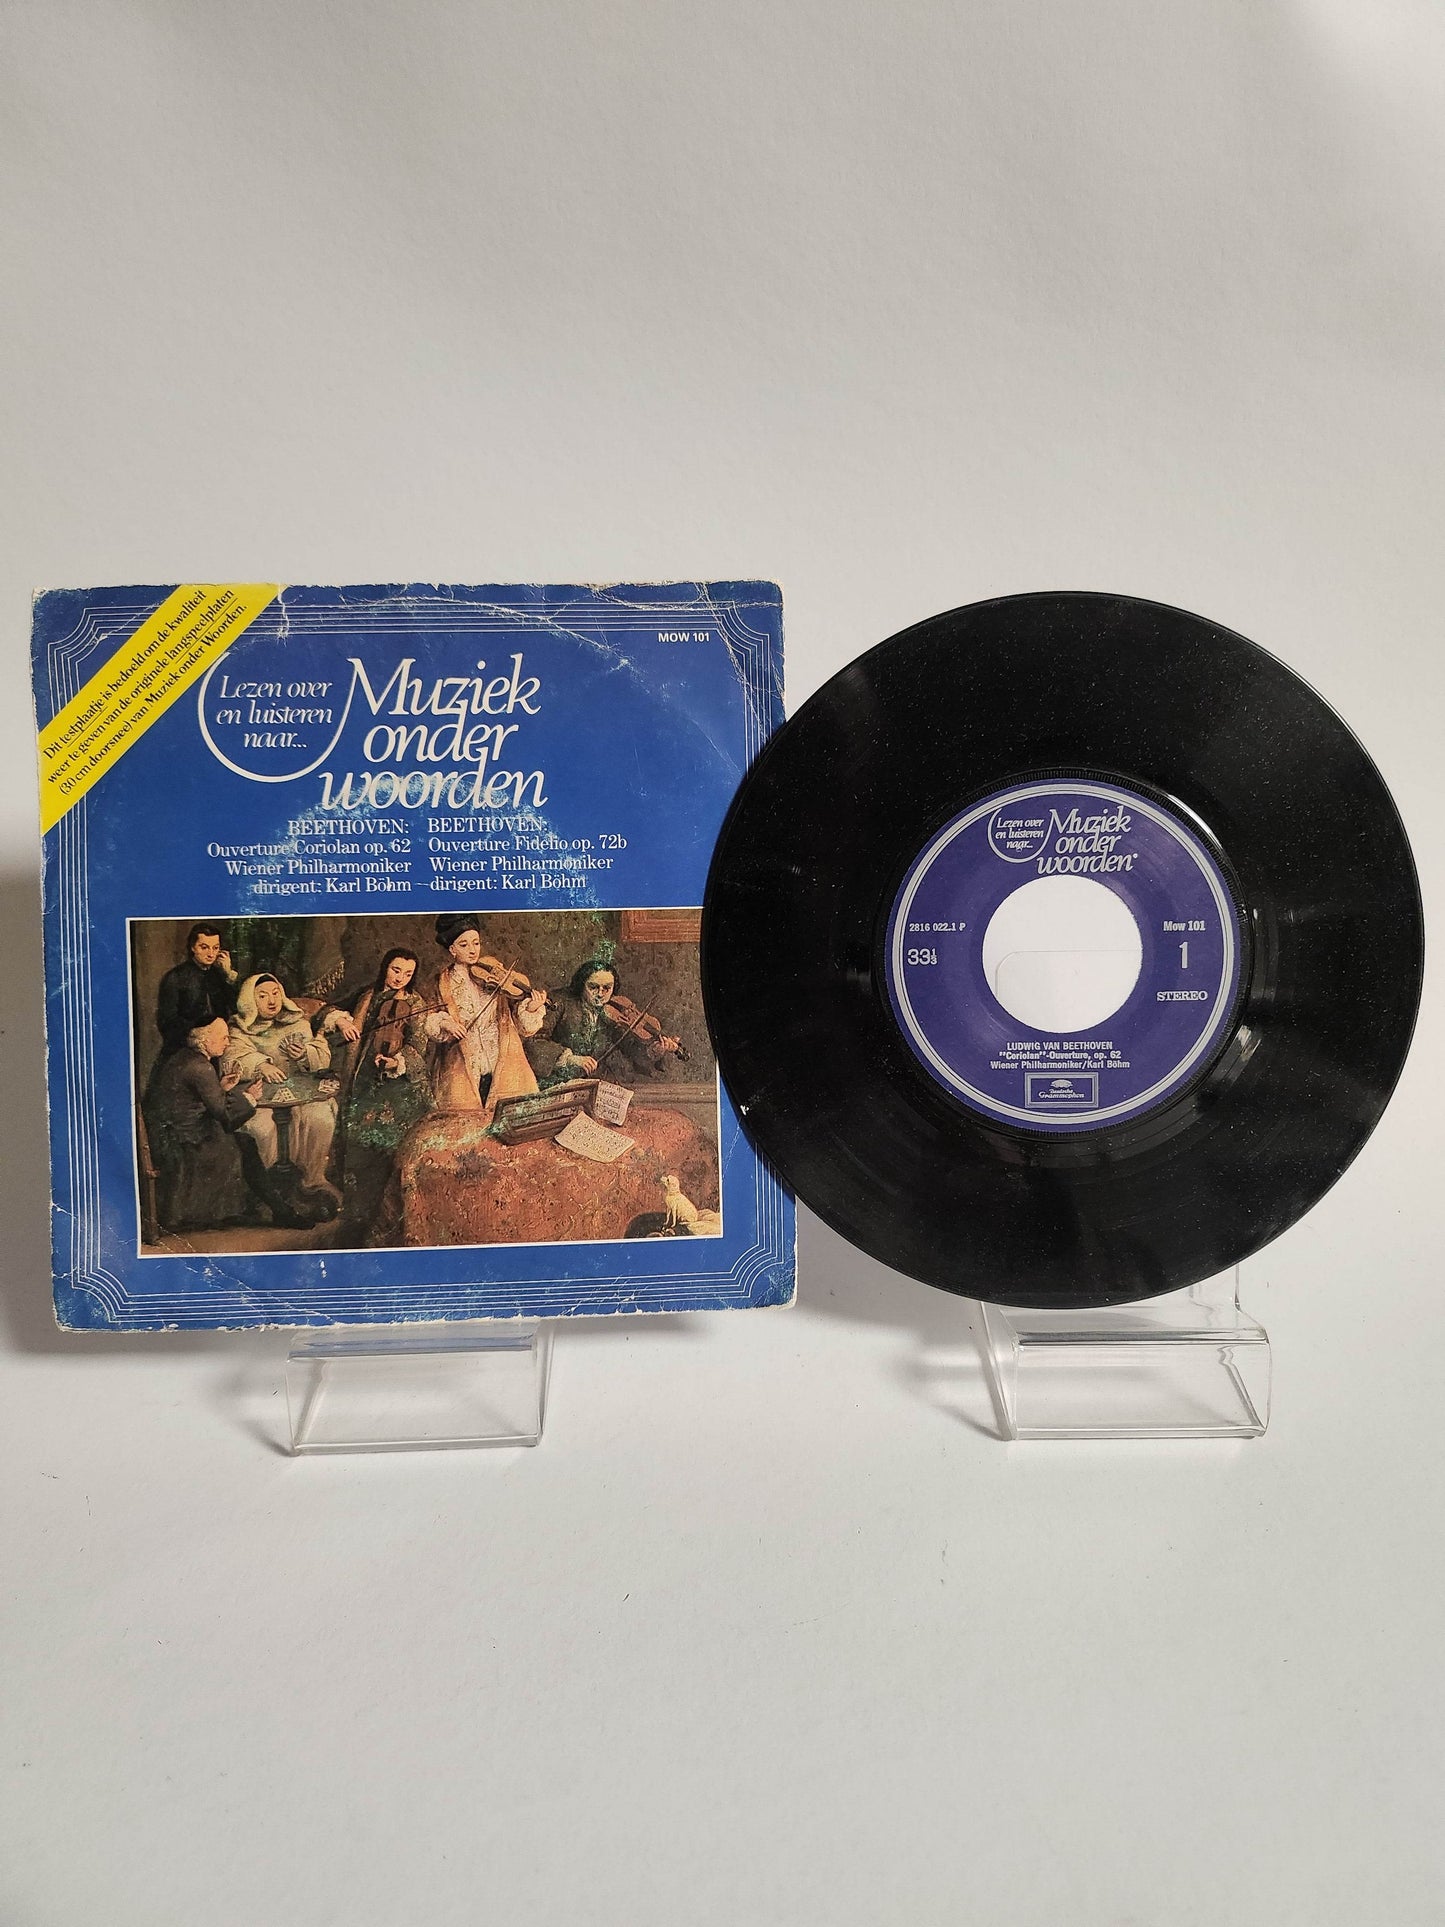 Dit testplaatje is bedoeld om de kwaliteit
weer te geven van de originele langspeelplaten
(30 cm doorsnee) van Muziek onder Woorden.
MOW 101
Lezen over
en luisteren
naar...
Muziek
onder
woorden
BEETHOVEN:
Ouverture Coriolan op. 62
Wiener Philharmoniker
dirigent: Karl Böhm
BEETHOVEN:
Ouverture Fidelio op. 72b
Wiener Philharmoniker
dirigent: Karl Böhm
Lezen over
en luisteren
naar...
Muziek
onder
woorden
2816 022.1 P
33⅓
Mow 101
1
STEREO
LUDWIG VAN BEETHOVEN
"Coriolan"-Ouverture, op. 62
Wiener Philharmoniker/Karl Böhm
Deutsche
Grammophon